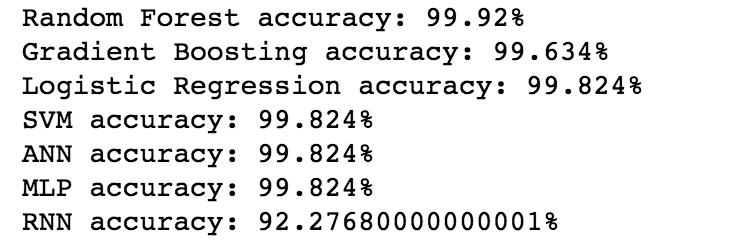 Random Forest accuracy: 99.92%
Gradient Boosting accuracy: 99.634%
Logistic Regression accuracy: 99.824%
SVM accuracy: 99.824%
ANN accuracy: 99.824%
MLP accuracy: 99.824%
RNN accuracy: 92.27680000000001%